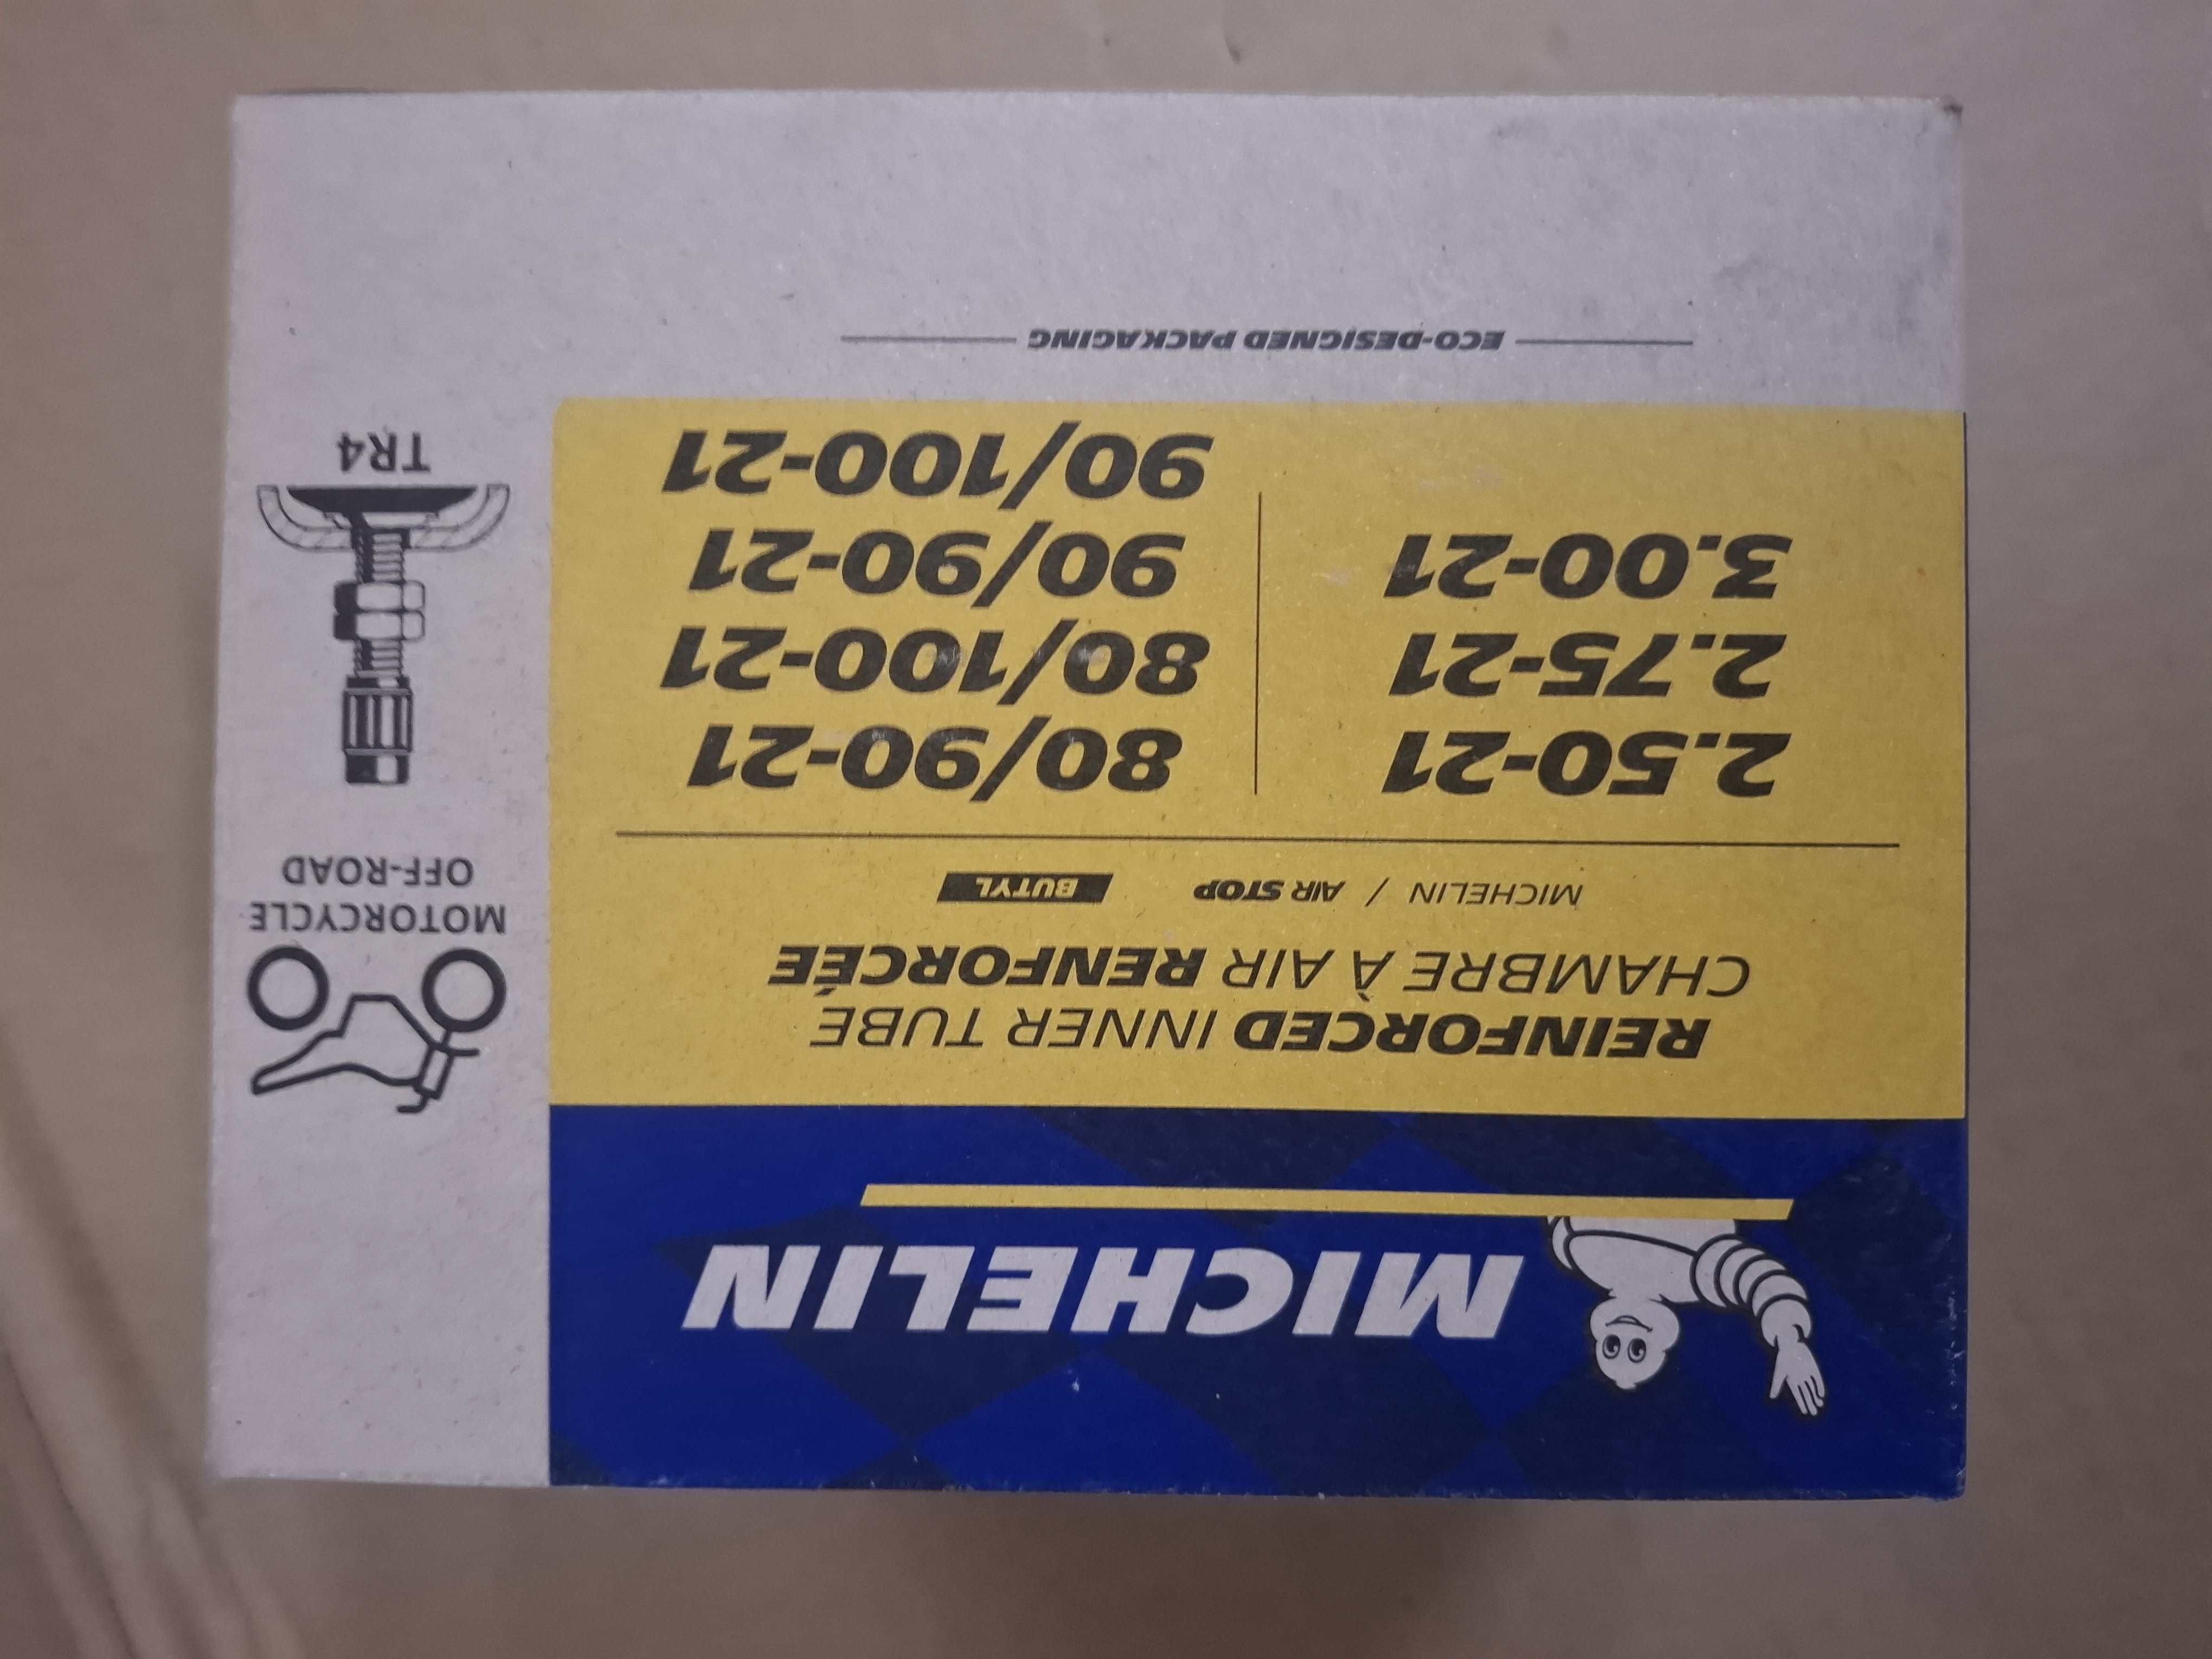 MICHELIN
REINFORCED INNER TUBE
CHAMBRE À AIR RENFORCÉE
MICHELIN / AIR STOP BUTYL
2.50-21
2.75-21
3.00-21
80/90-21
80/100-21
90/90-21
90/100-21
ECO-DESIGNED PACKAGING
MOTORCYCLE
OFF-ROAD
TR4